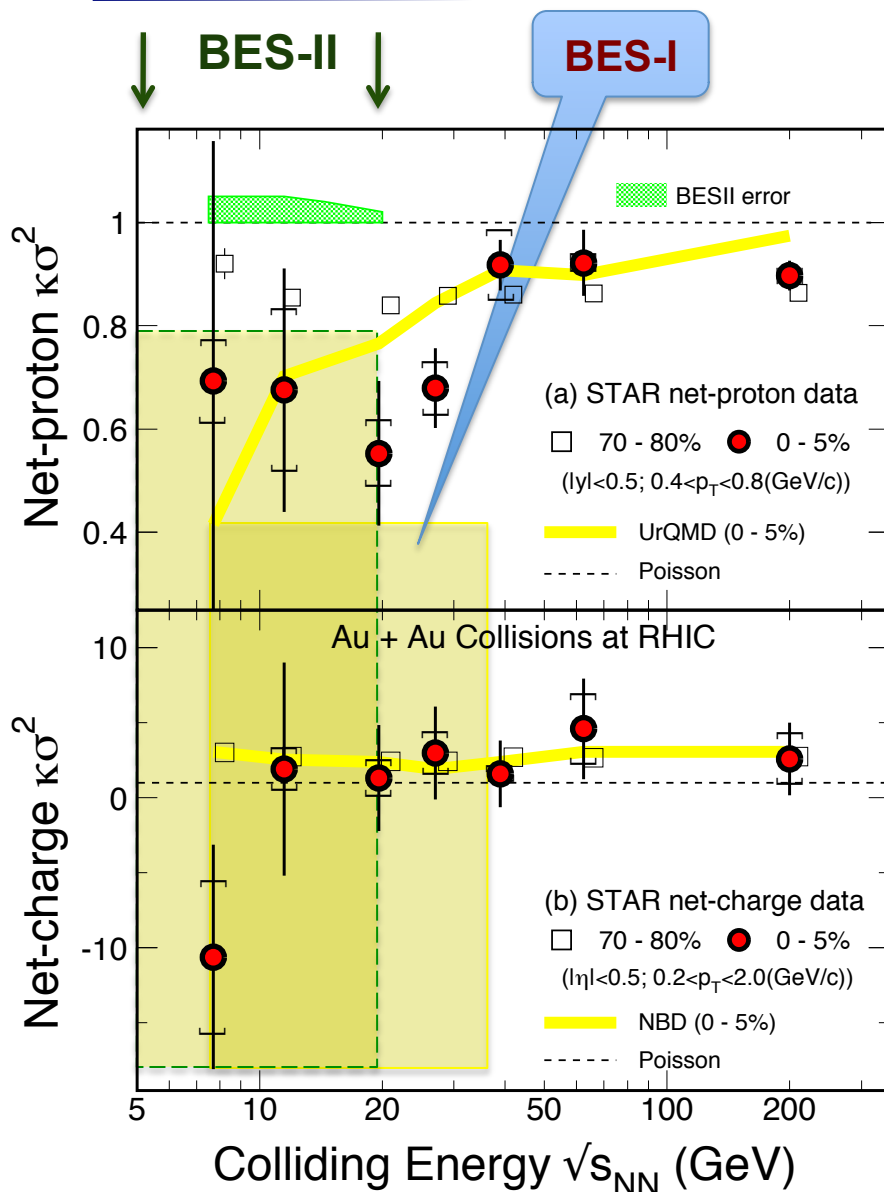 BES-II
BES-I
Net-proton κσ²
1
0.8
0.6
0.4
BESII error
(a) STAR net-proton data
70 - 80% 0 - 5%
(|y|<0.5; 0.4<p_T<0.8(GeV/c))
UrQMD (0 - 5%)
Poisson
Net-charge κσ²
10
0
-10
Au + Au Collisions at RHIC
(b) STAR net-charge data
70 - 80% 0 - 5%
(|η|<0.5; 0.2<p_T<2.0(GeV/c))
NBD (0 - 5%)
Poisson
5 10 20 50 100 200
Colliding Energy √s_NN (GeV)